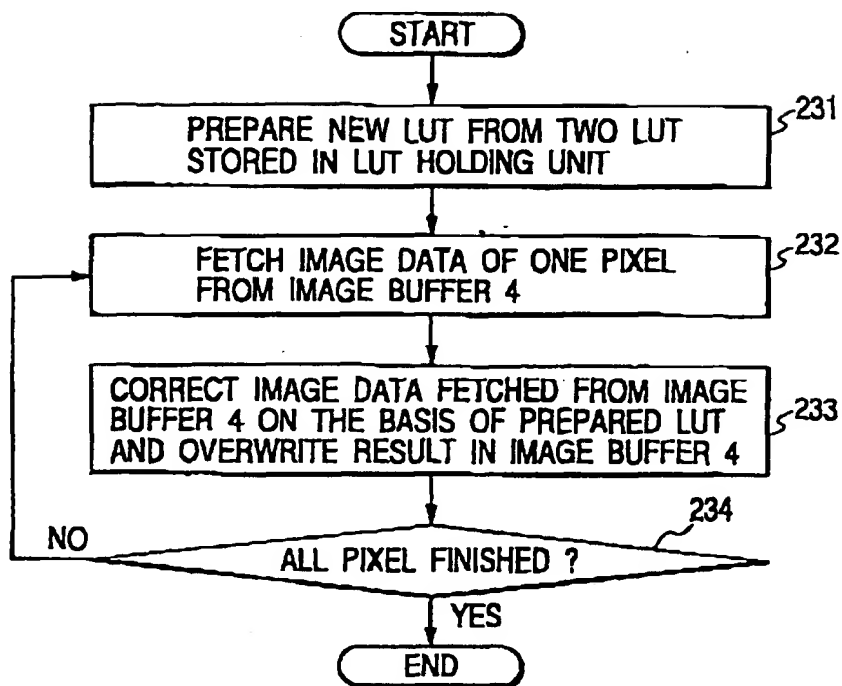 START
231
PREPARE NEW LUT FROM TWO LUT
STORED IN LUT HOLDING UNIT
232
FETCH IMAGE DATA OF ONE PIXEL
FROM IMAGE BUFFER 4
CORRECT IMAGE DATA FETCHED FROM IMAGE
BUFFER 4 ON THE BASIS OF PREPARED LUT
AND OVERWRITE RESULT IN IMAGE BUFFER 4
233
234
NO
ALL PIXEL FINISHED ?
YES
END